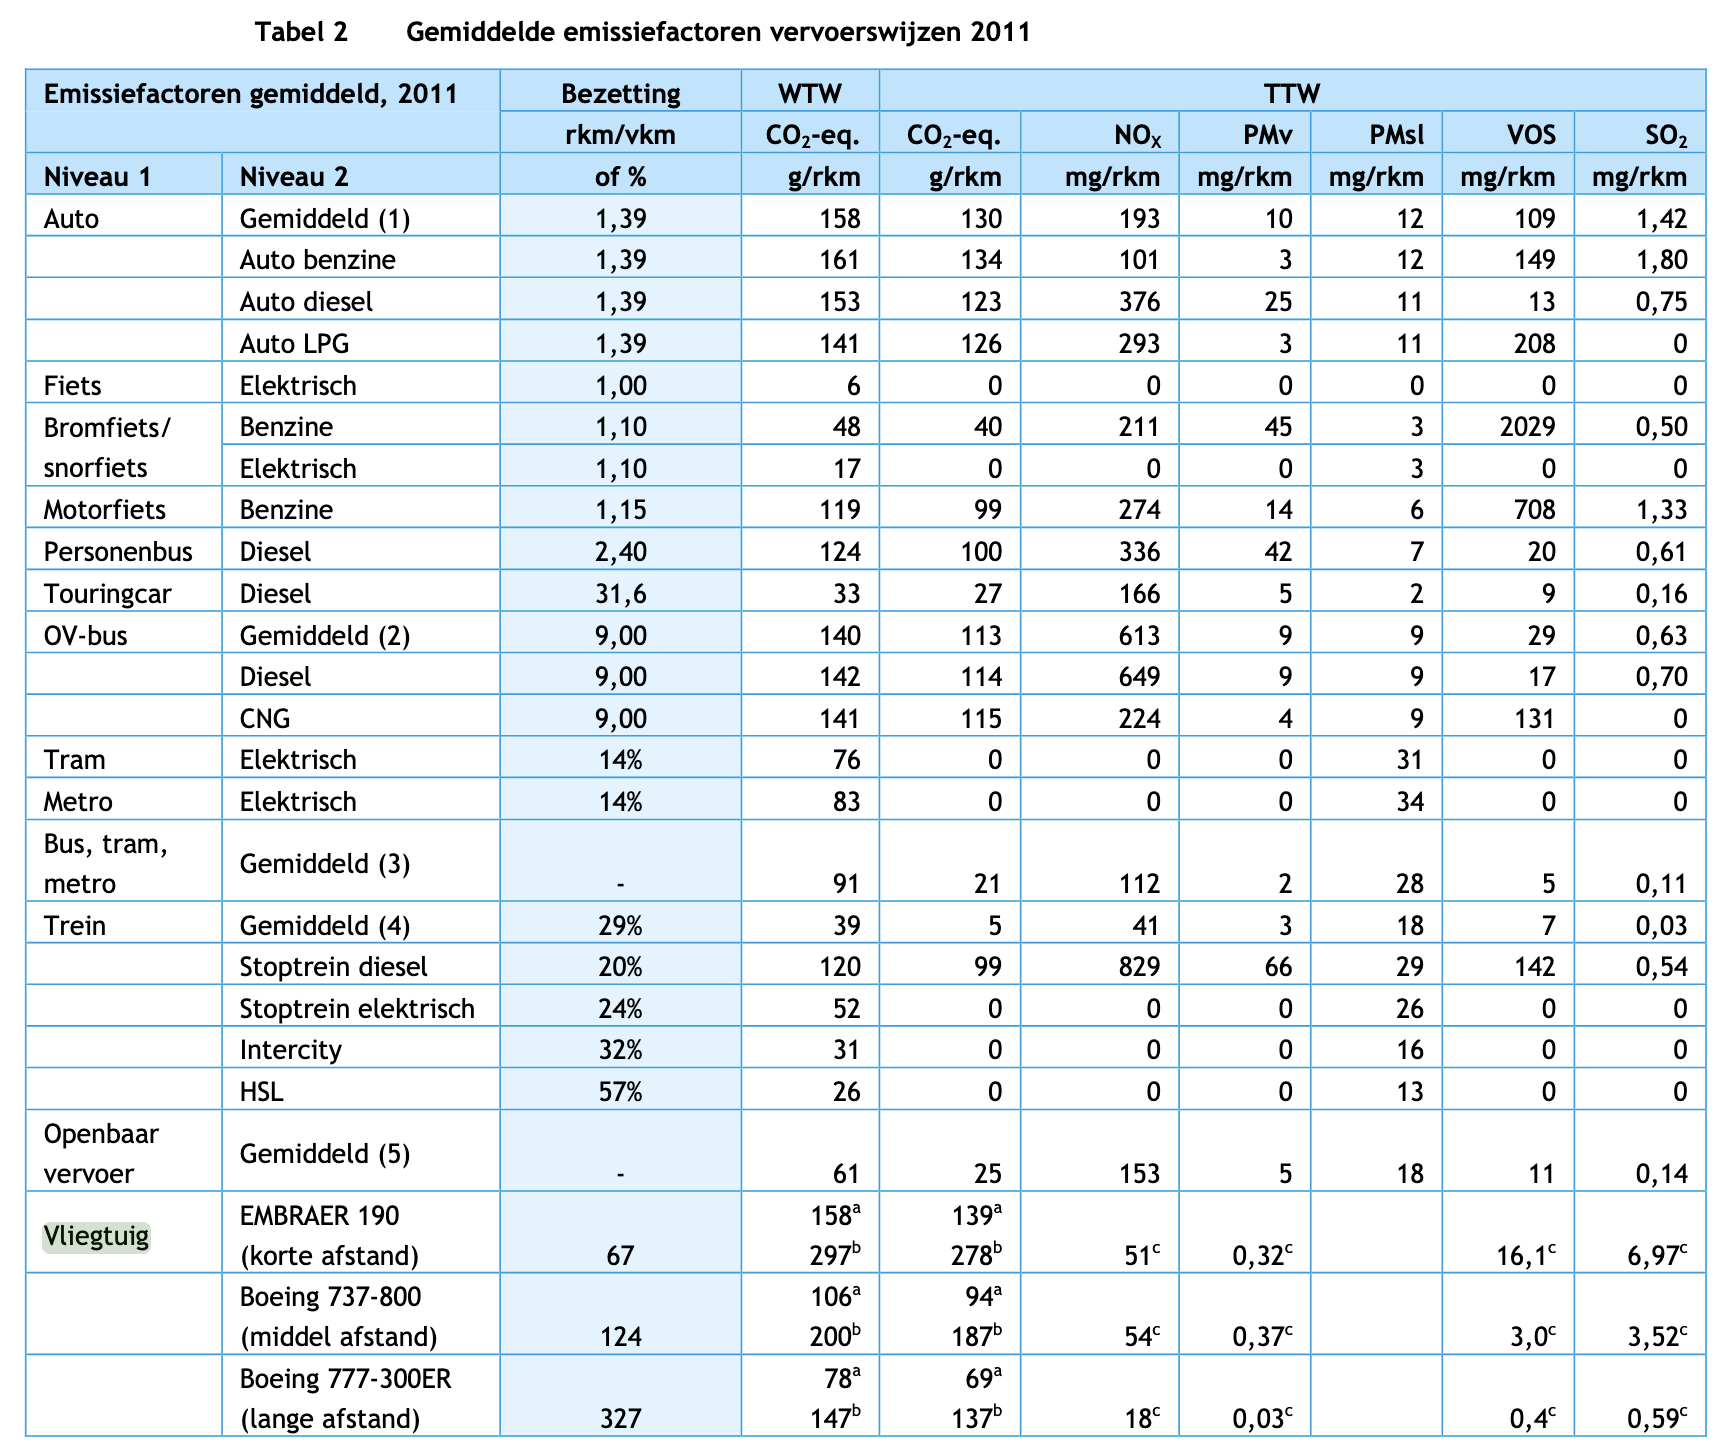 Tabel 2 Gemiddelde emissiefactoren vervoerswijzen 2011
Emissiefactoren gemiddeld, 2011 Bezetting WTW TTW
rkm/vkm CO₂-eq. CO₂-eq. NOₓ PMv PMsl VOS SO₂
Niveau 1 Niveau 2 of % g/rkm g/rkm mg/rkm mg/rkm mg/rkm mg/rkm mg/rkm
Auto Gemiddeld (1) 1,39 158 130 193 10 12 109 1,42
Auto benzine 1,39 161 134 101 3 12 149 1,80
Auto diesel 1,39 153 123 376 25 11 13 0,75
Auto LPG 1,39 141 126 293 3 11 208 0
Fiets Elektrisch 1,00 6 0 0 0 0 0 0
Bromfiets/ Benzine 1,10 48 40 211 45 3 2029 0,50
snorfiets Elektrisch 1,10 17 0 0 0 3 0 0
Motorfiets Benzine 1,15 119 99 274 14 6 708 1,33
Personenbus Diesel 2,40 124 100 336 42 7 20 0,61
Touringcar Diesel 31,6 33 27 166 5 2 9 0,16
OV-bus Gemiddeld (2) 9,00 140 113 613 9 9 29 0,63
Diesel 9,00 142 114 649 9 9 17 0,70
CNG 9,00 141 115 224 4 9 131 0
Tram Elektrisch 14% 76 0 0 0 31 0 0
Metro Elektrisch 14% 83 0 0 0 34 0 0
Bus, tram,
metro Gemiddeld (3) - 91 21 112 2 28 5 0,11
Trein Gemiddeld (4) 29% 39 5 41 3 18 7 0,03
Stoptrein diesel 20% 120 99 829 66 29 142 0,54
Stoptrein elektrisch 24% 52 0 0 0 26 0 0
Intercity 32% 31 0 0 0 16 0 0
HSL 57% 26 0 0 0 13 0 0
Openbaar
vervoer Gemiddeld (5) - 61 25 153 5 18 11 0,14
Vliegtuig EMBRAER 190 158ᵃ 139ᵃ
(korte afstand) 67 297ᵇ 278ᵇ 51ᶜ 0,32ᶜ 16,1ᶜ 6,97ᶜ
Boeing 737-800 106ᵃ 94ᵃ
(middel afstand) 124 200ᵇ 187ᵇ 54ᶜ 0,37ᶜ 3,0ᶜ 3,52ᶜ
Boeing 777-300ER 78ᵃ 69ᵃ
(lange afstand) 327 147ᵇ 137ᵇ 18ᶜ 0,03ᶜ 0,4ᶜ 0,59ᶜ